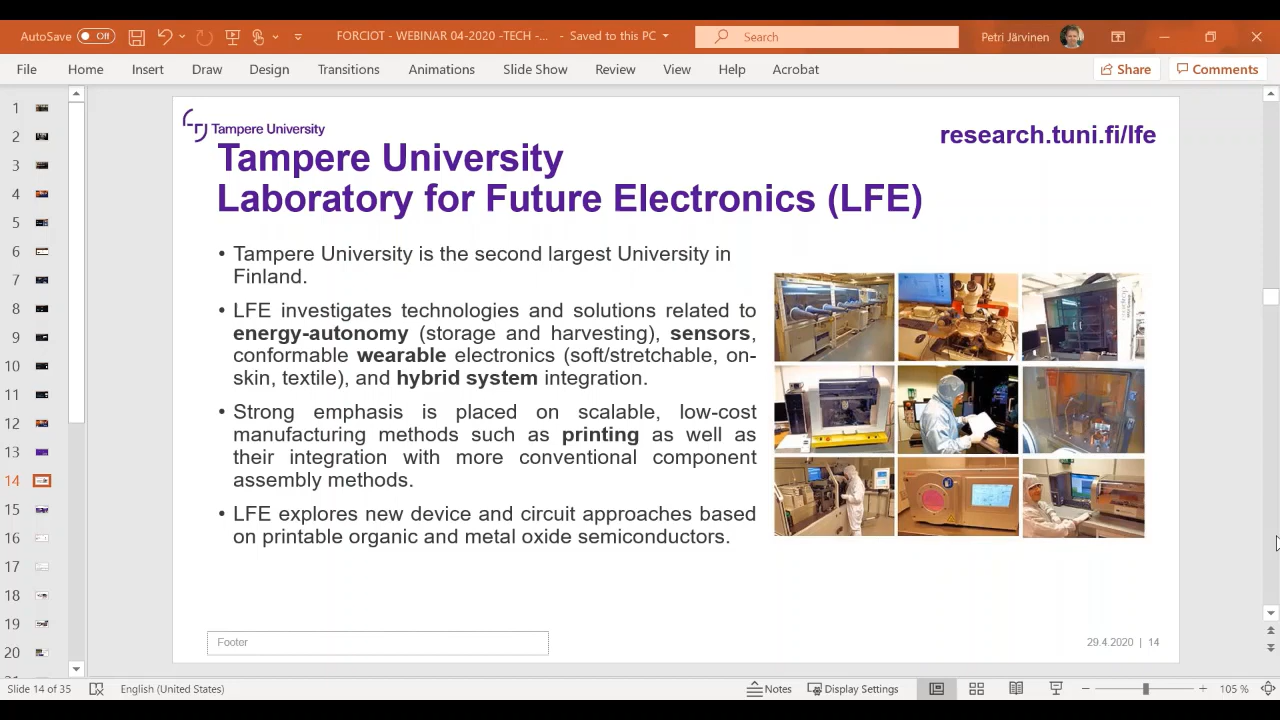 AutoSave Off FORCIOT - WEBINAR 04-2020 -TECH -... – Saved to this PC Search Petri Järvinen
File Home Insert Draw Design Transitions Animations Slide Show Review View Help Acrobat Share Comments
1
2
3
4
5
6
7
8
9
10
11
12
13
14
15
16
17
18
19
20
Tampere University
research.tuni.fi/lfe
Tampere University
Laboratory for Future Electronics (LFE)
• Tampere University is the second largest University in
Finland.
• LFE investigates technologies and solutions related to
energy-autonomy (storage and harvesting), sensors,
conformable wearable electronics (soft/stretchable, on-
skin, textile), and hybrid system integration.
• Strong emphasis is placed on scalable, low-cost
manufacturing methods such as printing as well as
their integration with more conventional component
assembly methods.
• LFE explores new device and circuit approaches based
on printable organic and metal oxide semiconductors.
Footer
29.4.2020 | 14
Slide 14 of 35 English (United States) Notes Display Settings 105 %